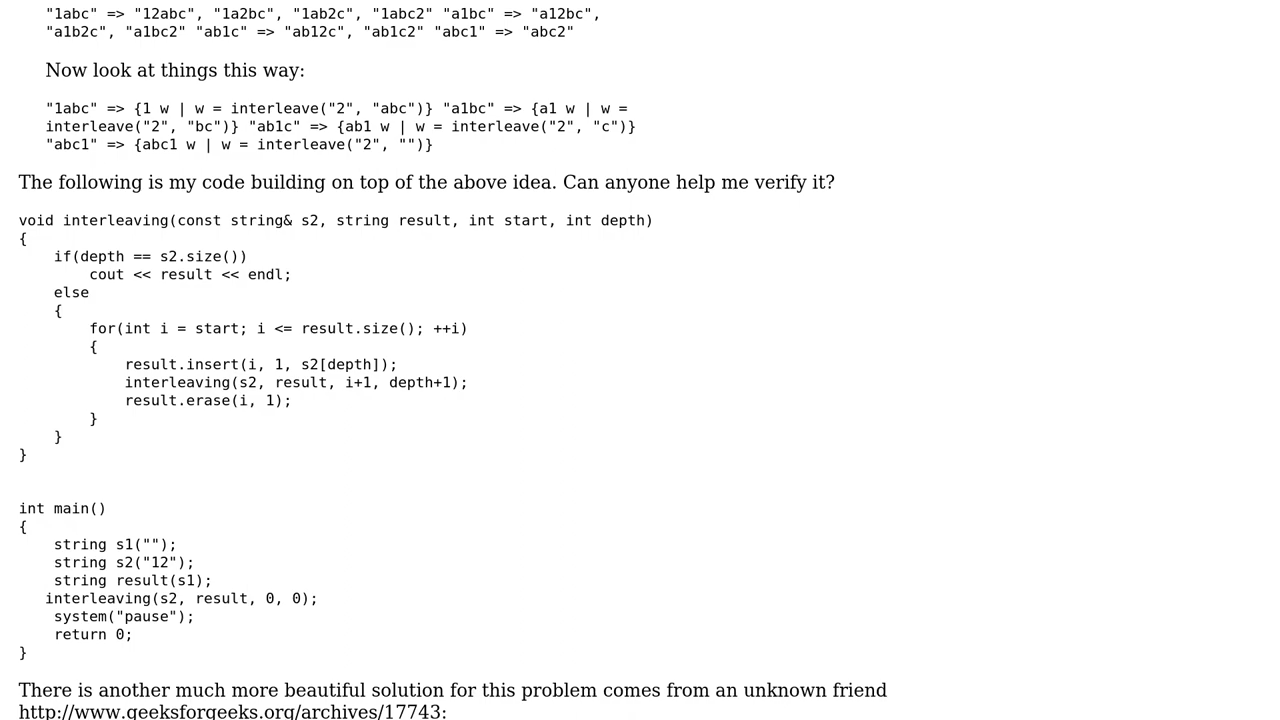 "1abc" => "12abc", "1a2bc", "1ab2c", "1abc2" "a1bc" => "a12bc",
"a1b2c", "a1bc2" "ab1c" => "ab12c", "ab1c2" "abc1" => "abc2"
Now look at things this way:
"1abc" => {1 w | w = interleave("2", "abc")} "a1bc" => {a1 w | w =
interleave("2", "bc")} "ab1c" => {ab1 w | w = interleave("2", "c")}
"abc1" => {abc1 w | w = interleave("2", "")}
The following is my code building on top of the above idea. Can anyone help me verify it?
void interleaving(const string& s2, string result, int start, int depth)
{
    if(depth == s2.size())
        cout << result << endl;
    else
    {
        for(int i = start; i <= result.size(); ++i)
        {
            result.insert(i, 1, s2[depth]);
            interleaving(s2, result, i+1, depth+1);
            result.erase(i, 1);
        }
    }
}
int main()
{
    string s1("");
    string s2("12");
    string result(s1);
   interleaving(s2, result, 0, 0);
    system("pause");
    return 0;
}
There is another much more beautiful solution for this problem comes from an unknown friend
http://www.geeksforgeeks.org/archives/17743: